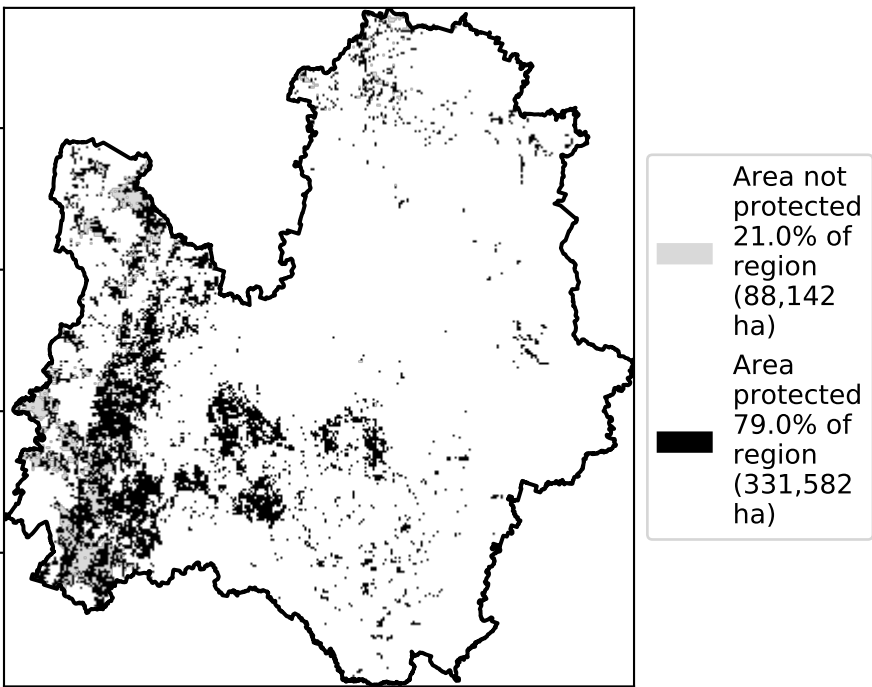 Area not
protected
21.0% of
region
(88,142
ha)
Area
protected
79.0% of
region
(331,582
ha)